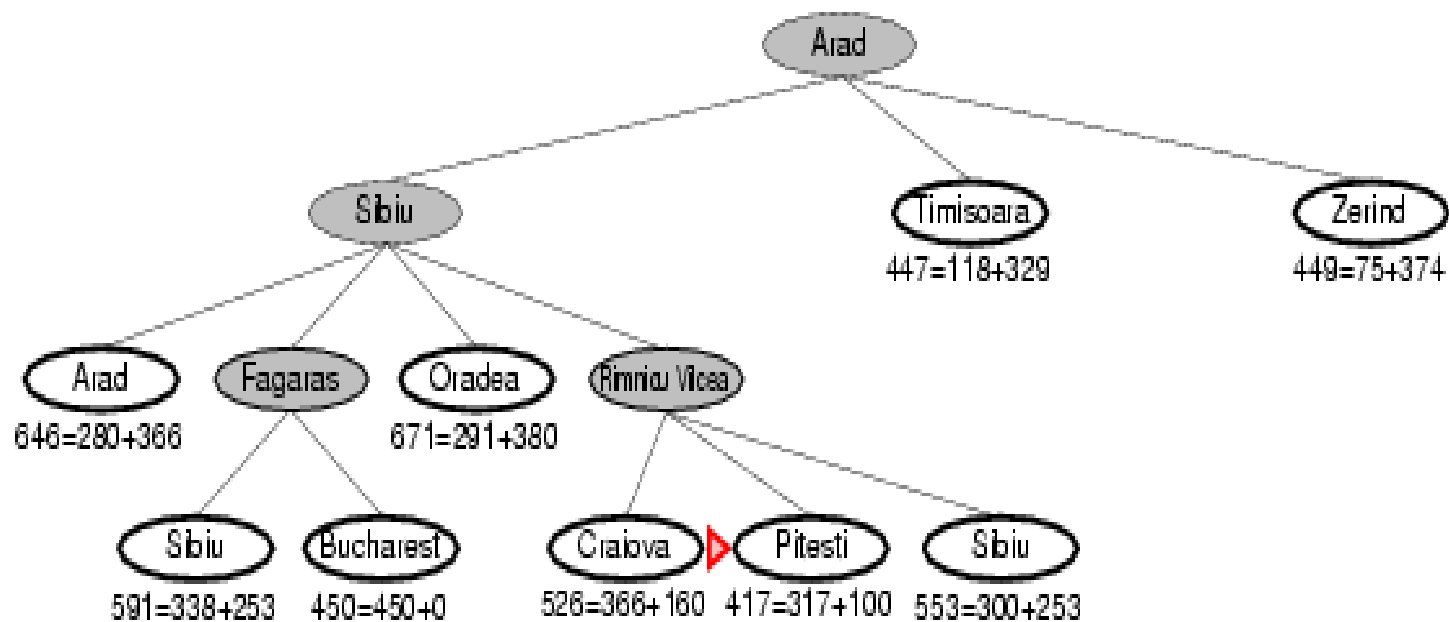 Arad
Sibiu
Timisoara
Zerind
447=118+329
449=75+374
Arad
Fagaras
Oradea
Rimnicu Vilcea
646=280+366
671=291+380
Sibiu
Bucharest
Craiova
Pitesti
Sibiu
591=338+253
450=450+0
526=366+160
417=317+100
553=300+253